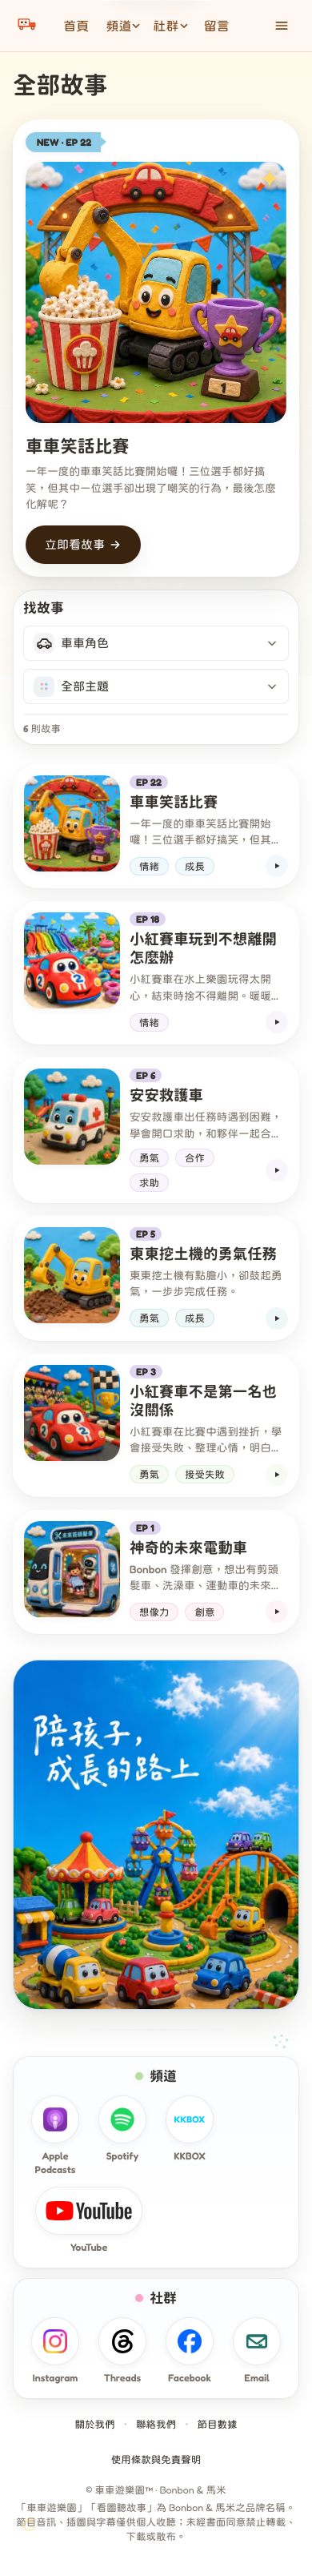 首頁 頻道 社群 留言
全部故事
NEW · EP 22
1
車車笑話比賽
一年一度的車車笑話比賽開始囉！三位選手都好搞
笑，但其中一位選手卻出現了嘲笑的行為，最後怎麼
化解呢？
立即看故事 →
找故事
車車角色
全部主題
6 則故事
EP 22
車車笑話比賽
一年一度的車車笑話比賽開始
囉！三位選手都好搞笑，但其...
情緒 成長
EP 18
小紅賽車玩到不想離開
怎麼辦
小紅賽車在水上樂園玩得太開
心，結束時捨不得離開。暖暖...
情緒
2
2
EP 6
安安救護車
安安救護車出任務時遇到困難，
學會開口求助，和夥伴一起合...
勇氣 合作
求助
EP 5
東東挖土機的勇氣任務
東東挖土機有點膽小，卻鼓起勇
氣，一步步完成任務。
勇氣 成長
EP 3
小紅賽車不是第一名也
沒關係
小紅賽車在比賽中遇到挫折，學
會接受失敗、整理心情，明白...
勇氣 接受失敗
2
EP 1
神奇的未來電動車
Bonbon 發揮創意，想出有剪頭
髮車、洗澡車、運動車的未來...
想像力 創意
陪孩子，
成長的路上
頻道
KKBOX
Apple
Podcasts
Spotify
KKBOX
YouTube
YouTube
社群
Instagram
Threads
Facebook
Email
關於我們 · 聯絡我們 · 節目數據
使用條款與免責聲明
© 車車遊樂園™ · Bonbon & 馬米
「車車遊樂園」「看圖聽故事」為 Bonbon & 馬米之品牌名稱。
節目音訊、插圖與字幕僅供個人收聽；未經書面同意禁止轉載、
下載或散布。